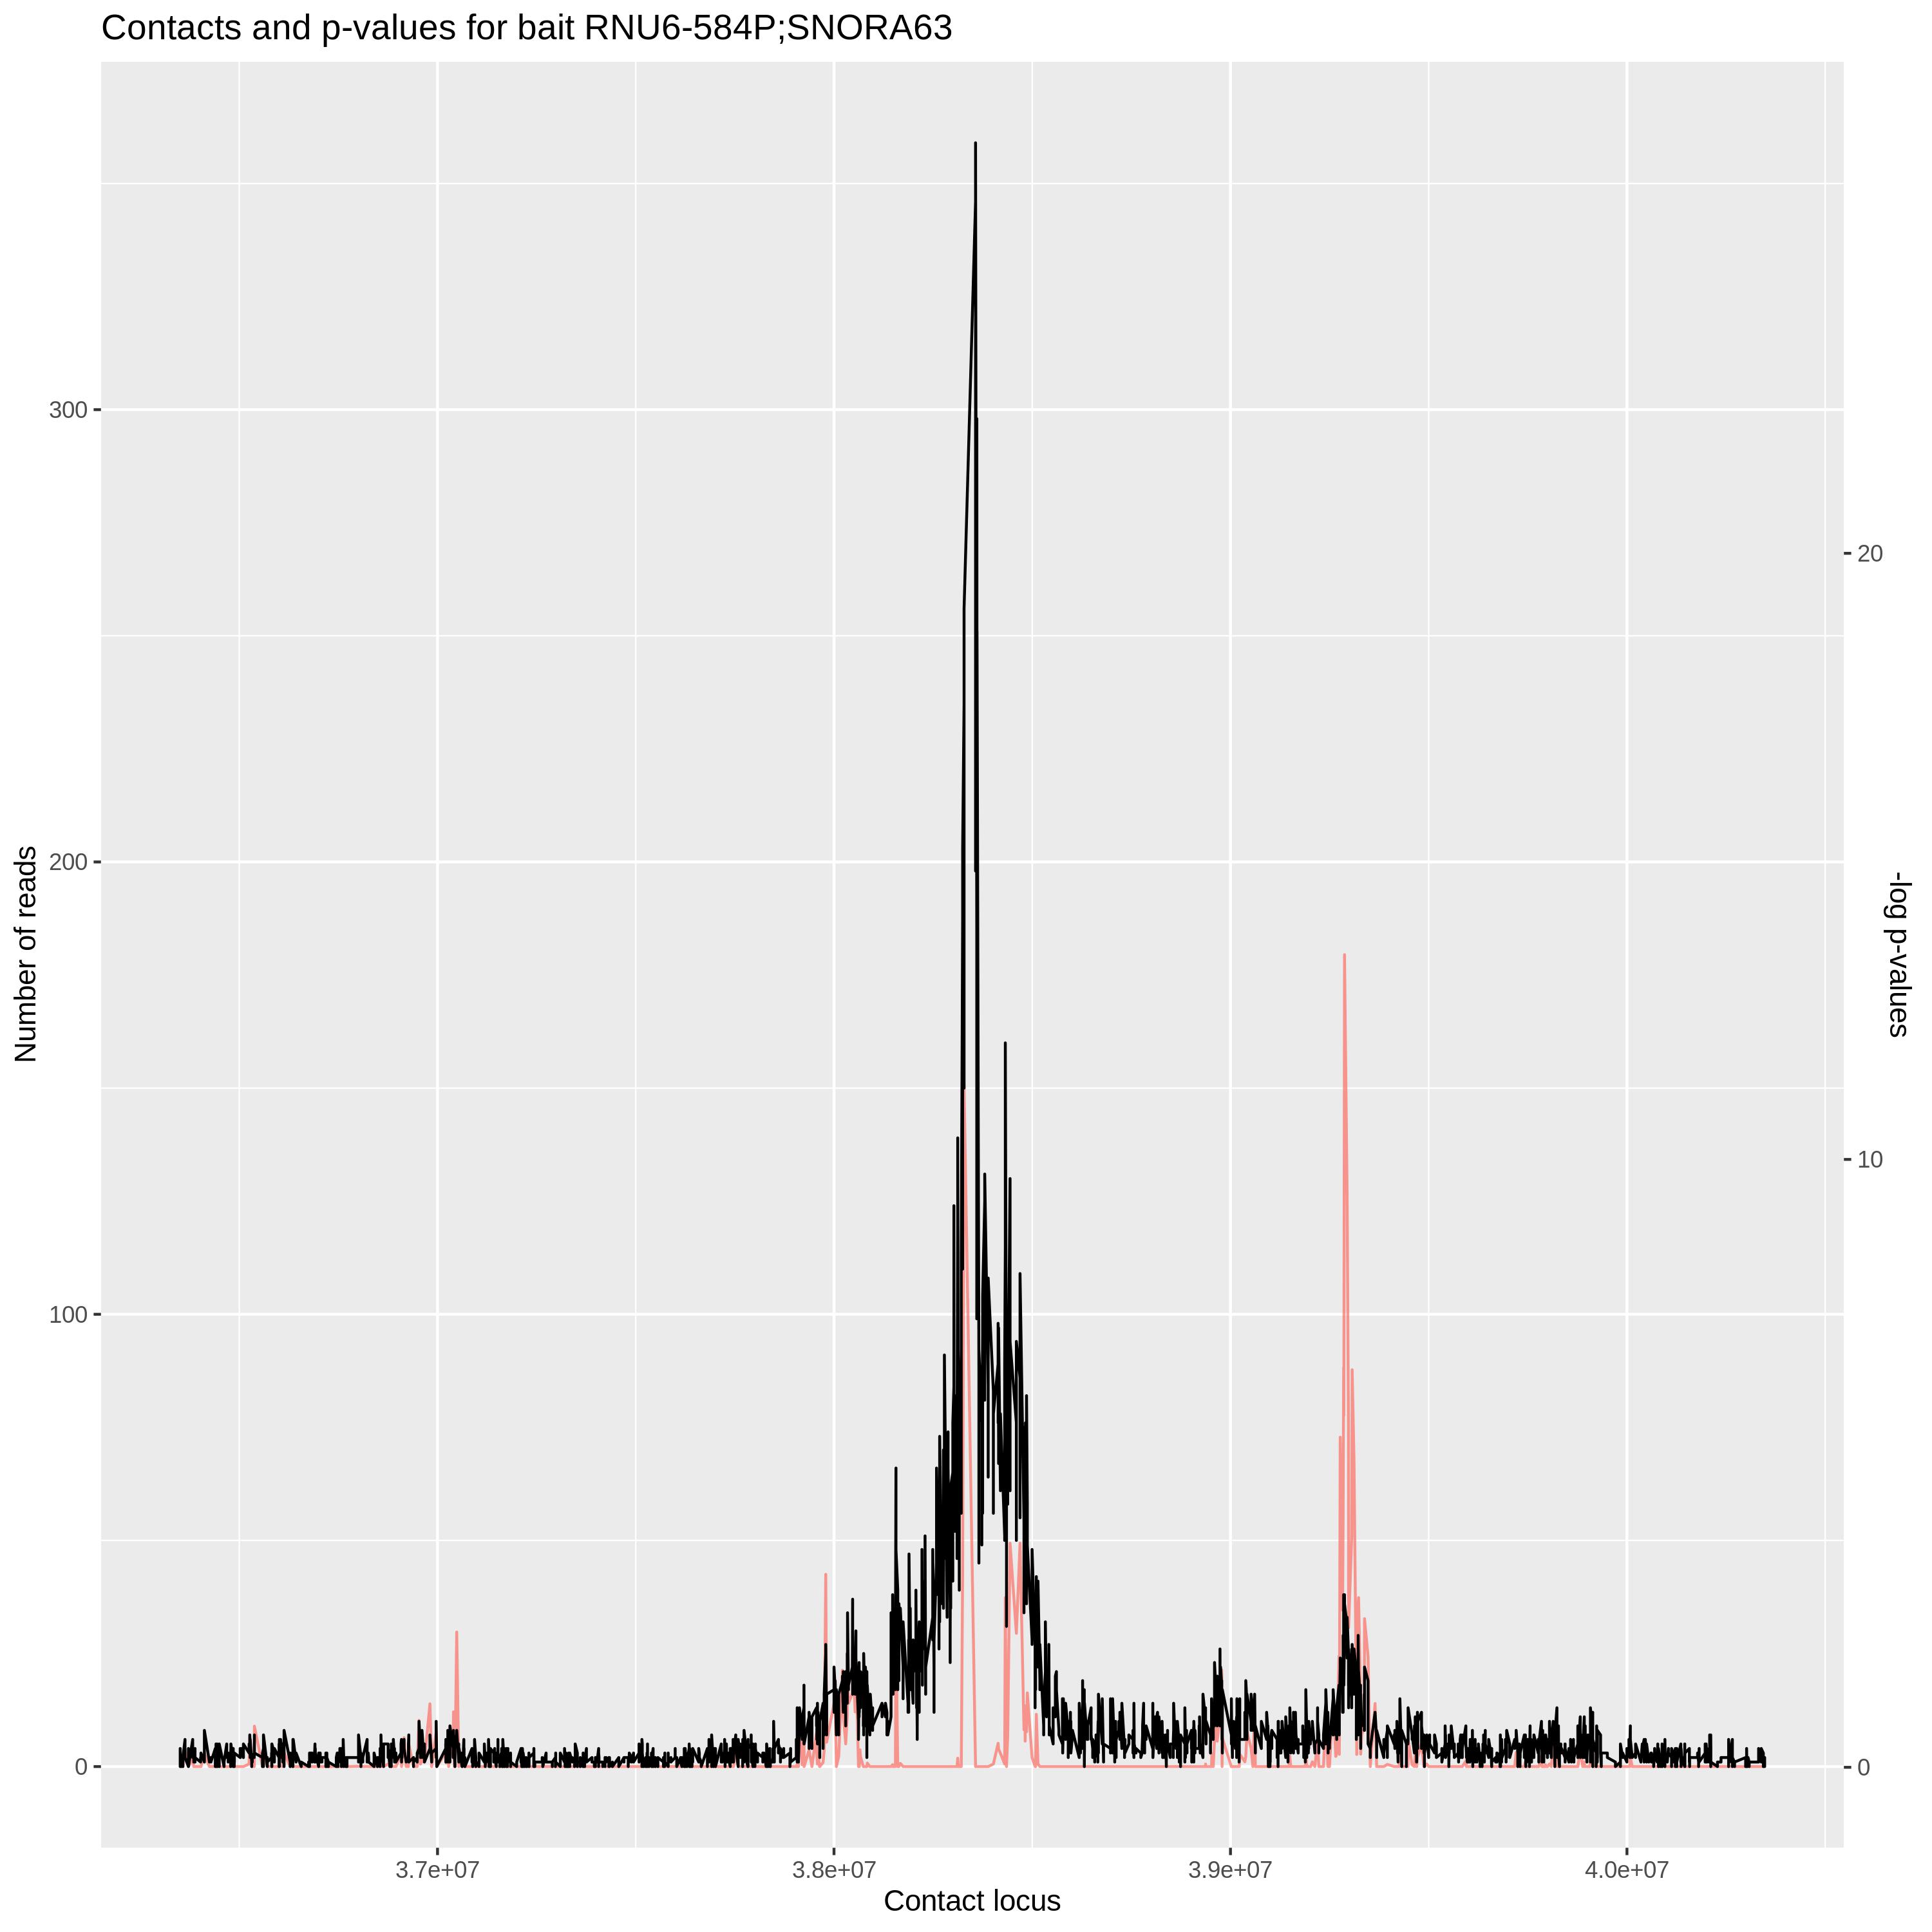 Contacts and p-values for bait RNU6-584P;SNORA63
300
200
100
0
Number of reads
20
10
0
-log p-values
3.7e+07 3.8e+07 3.9e+07 4.0e+07
Contact locus